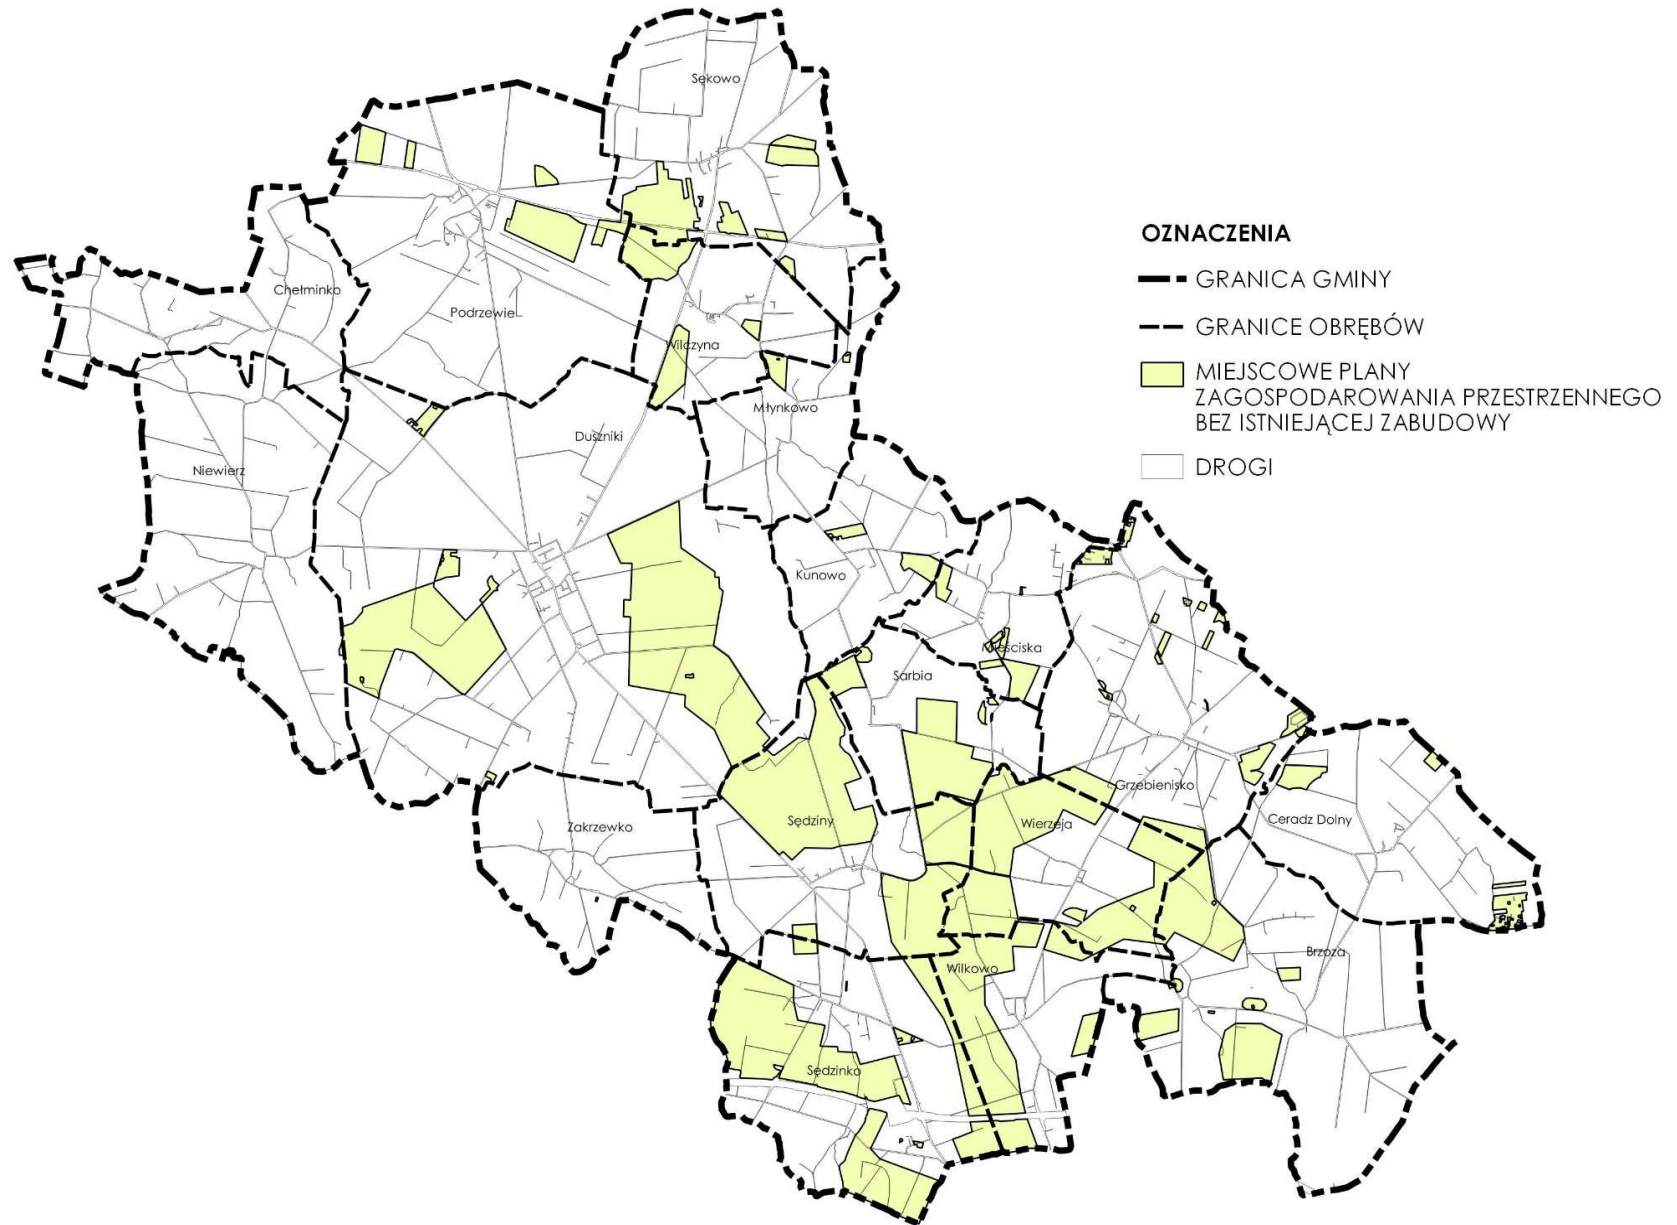 Sękowo
OZNACZENIA
GRANICA GMINY
Chełminko
Podrzewie
GRANICE OBRĘBÓW
Wilczyna
MIEJSCOWE PLANY
ZAGOSPODAROWANIA PRZESTRZENNEGO
BEZ ISTNIEJĄCEJ ZABUDOWY
Młynkowo
Duszniki
Niewierz
DROGI
Kunowo
Mieściska
Sarbia
Grzebienisko
Ceradz Dolny
Sędziny
Wierzeja
Zakrzewko
Brzoza
Wilkowo
Sędzinko